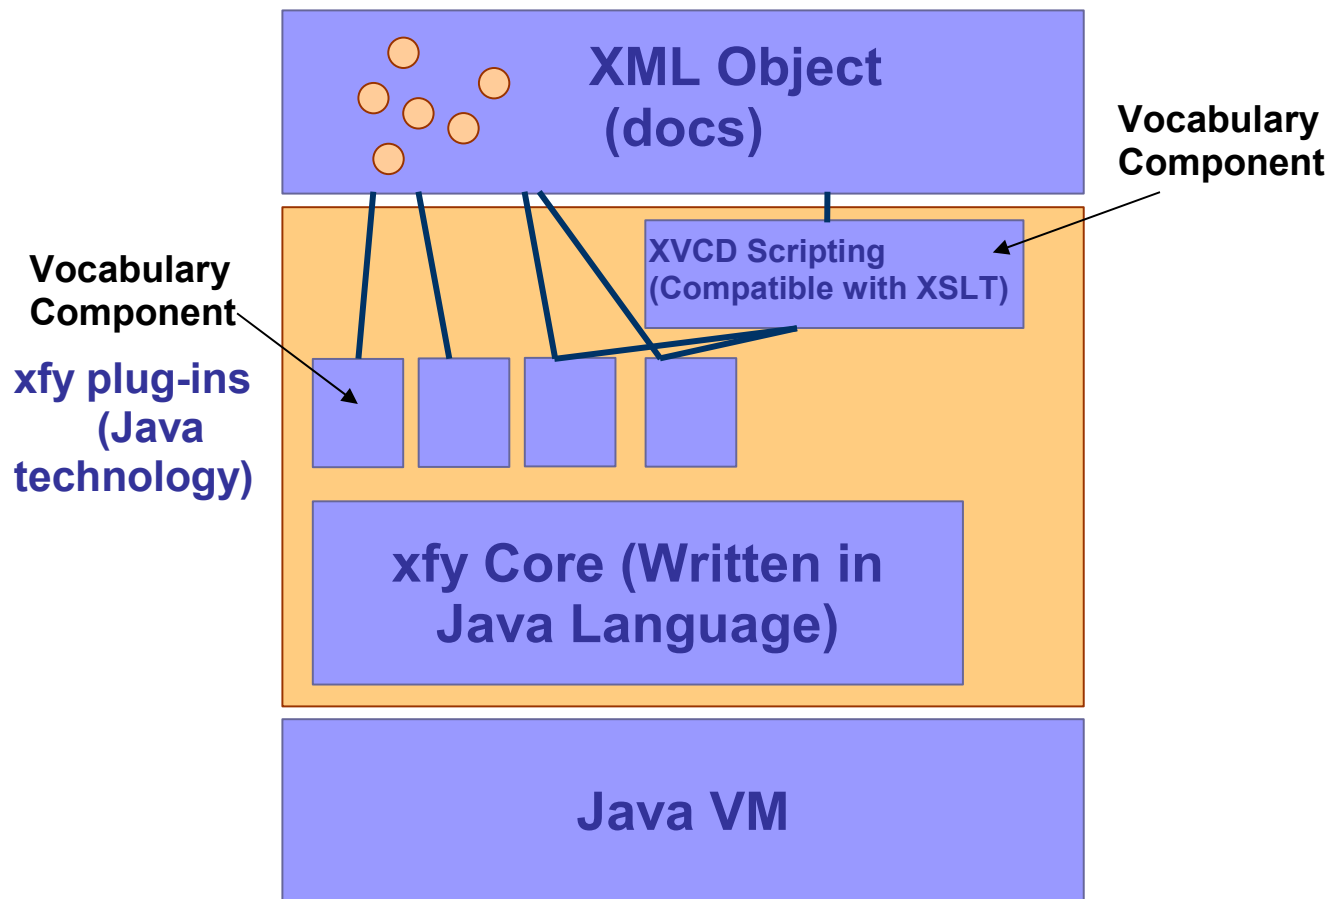 XML Object
(docs)
Vocabulary
Component
XVCD Scripting
(Compatible with XSLT)
Vocabulary
Component
xfy plug-ins
(Java
technology)
xfy Core (Written in
Java Language)
Java VM